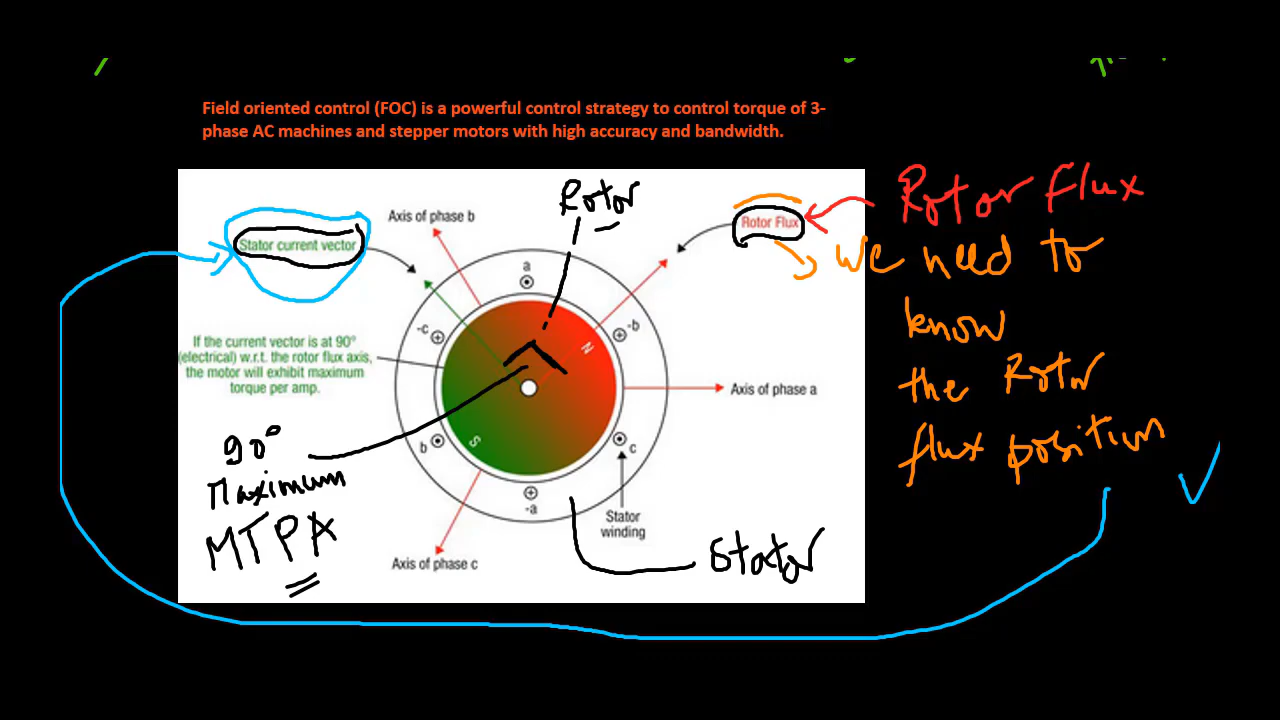 Field oriented control (FOC) is a powerful control strategy to control torque of 3-
phase AC machines and stepper motors with high accuracy and bandwidth.
Rotor
Rotor Flux
Axis of phase b
Rotor Flux
Stator current vector
we need to
know
the Rotor
flux position
a
-c
-b
N
If the current vector is at 90°
(electrical) w.r.t. the rotor flux axis,
the motor will exhibit maximum
torque per amp.
Axis of phase a
90°
Maximum
MTPA
b
S
c
-a
Stator
winding
Stator
Axis of phase c